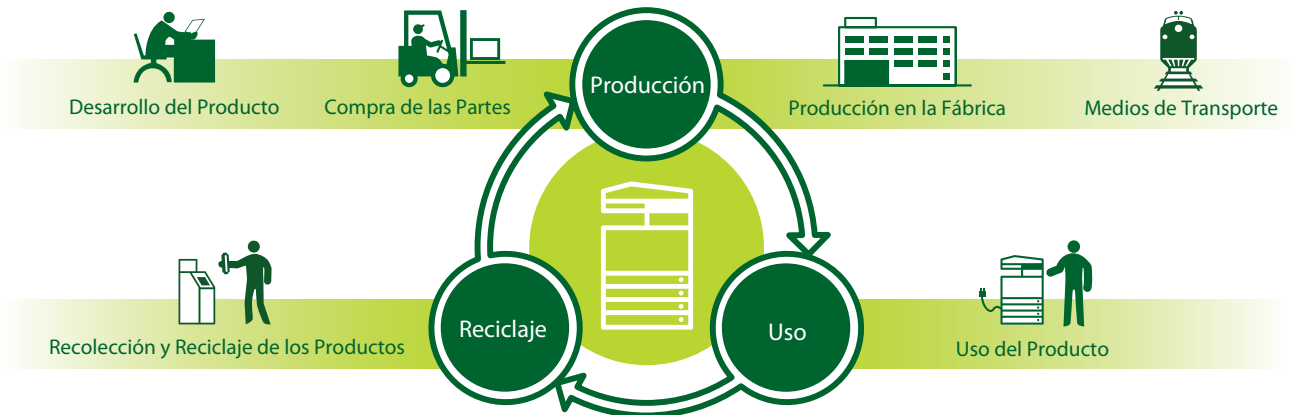 Producción
Desarrollo del Producto
Compra de las Partes
Producción en la Fábrica
Medios de Transporte
Reciclaje
Uso
Recolección y Reciclaje de los Productos
Uso del Producto